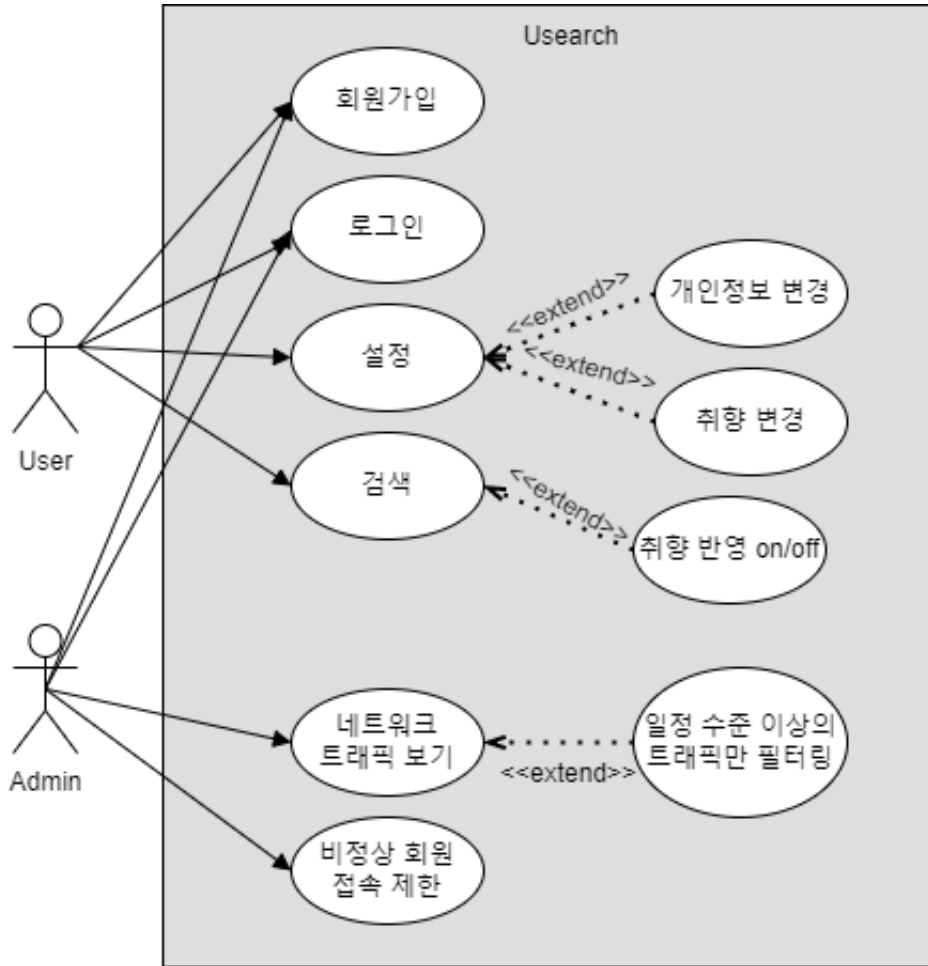 Usearch
회원가입
로그인
<<extend>>
개인정보 변경
설정
<<extend>>
취향 변경
User
검색
<<extend>>
취향 반영 on/off
네트워크
트래픽 보기
<<extend>>
일정 수준 이상의
트래픽만 필터링
Admin
비정상 회원
접속 제한